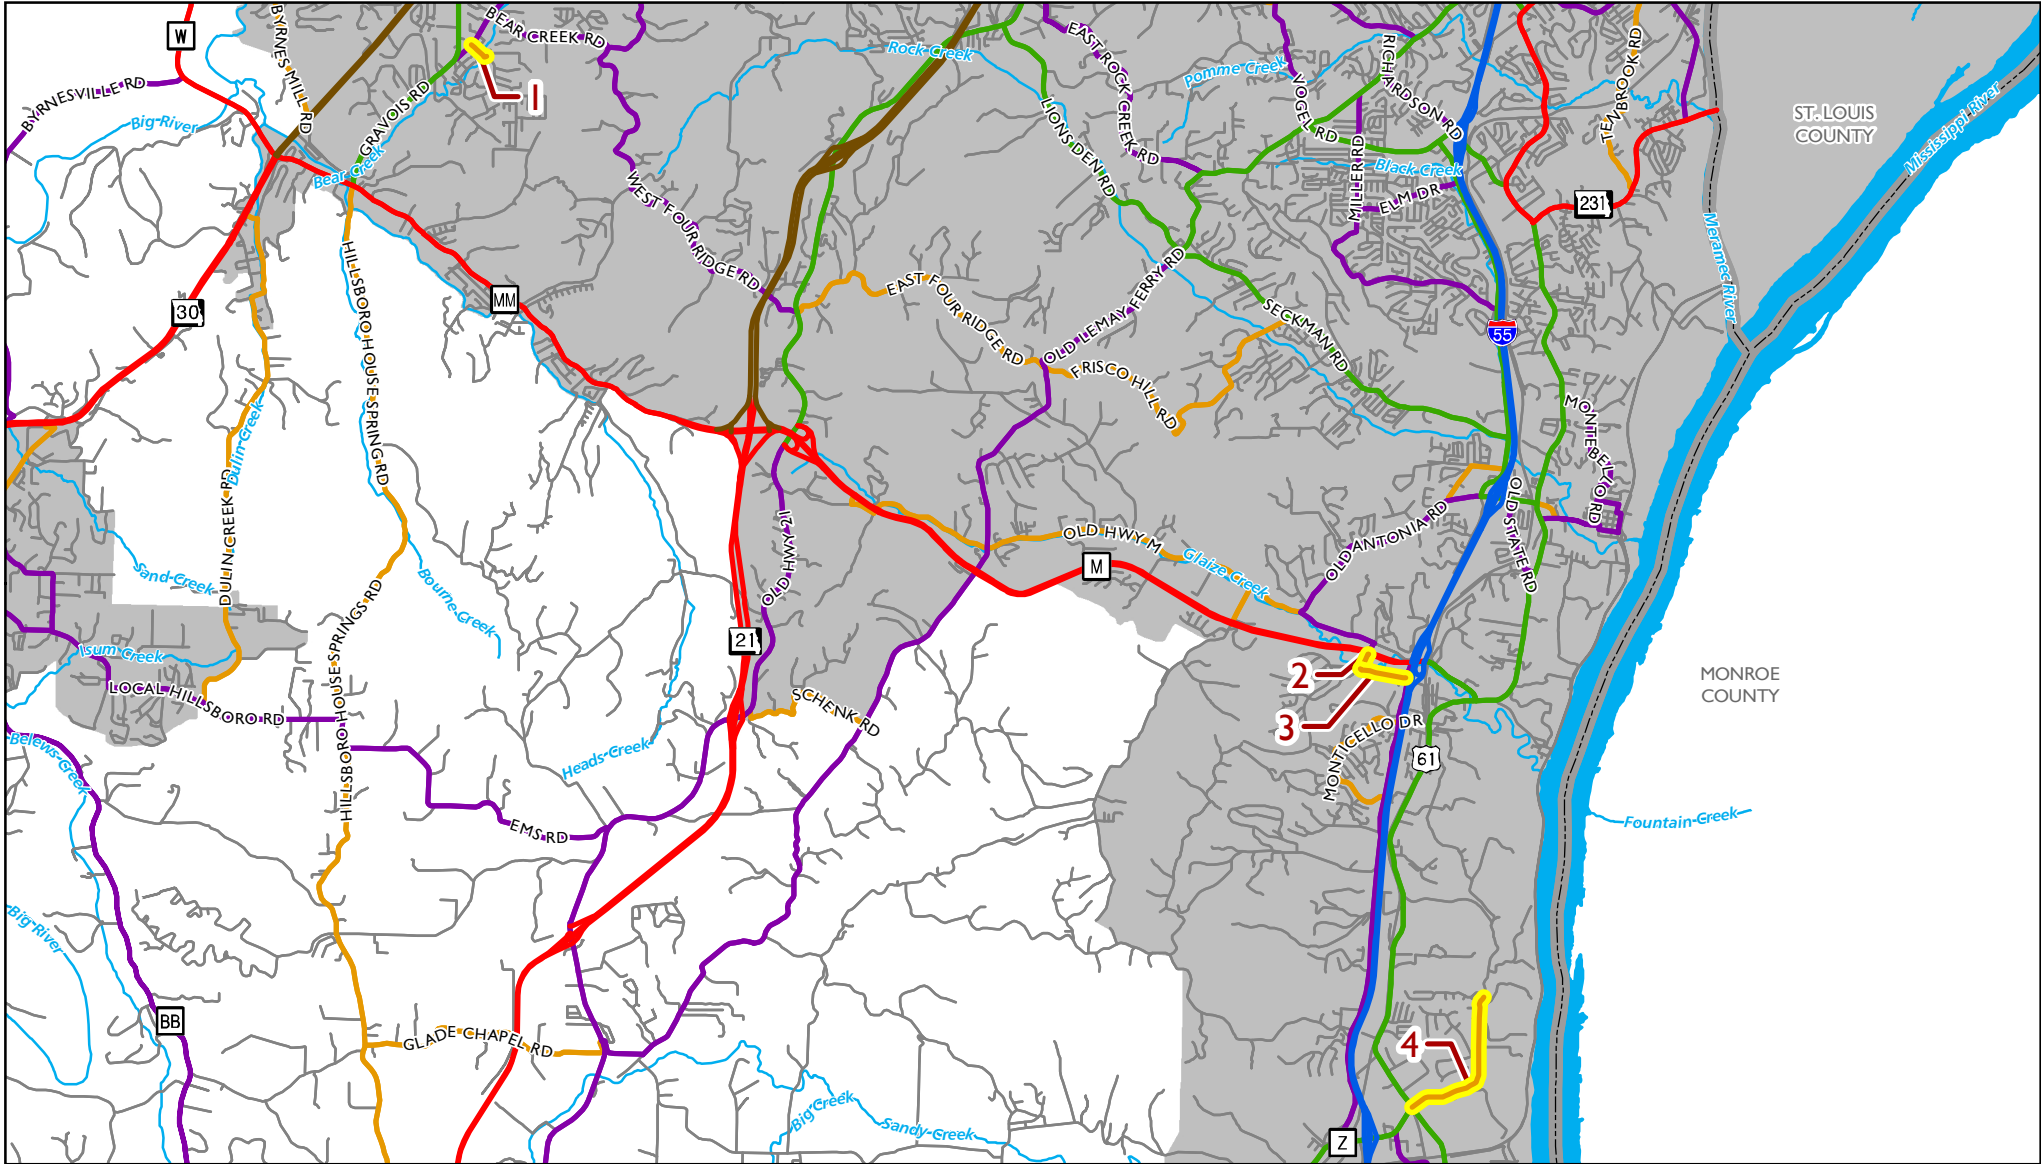 W
BYRNES MILL RD
BEAR CREEK RD
1
BYRNESVILLE RD
Big River
GRAVOIS RD
Bear Creek
Rock Creek
EAST ROCK CREEK RD
Pomme Creek
VOGEL RD
RICHARDSON RD
TENBROOK RD
ST. LOUIS
COUNTY
Mississippi River
LIONS DEN RD
MILLER RD
Black Creek
ELM DR
231
Meramec River
WEST FOUR RIDGE RD
HILLSBORO HOUSE SPRING RD
MM
30
EAST FOUR RIDGE RD
OLD LEMAY FERRY RD
SECKMAN RD
55
FRISCO HILL RD
MONTEBELLO RD
Dulin Creek
DULIN CREEK RD
OLD HWY 21
OLD ANTONIA RD
OLD STATE RD
OLD HWY M
M
Glaize Creek
Sand Creek
Bourne Creek
HILLSBORO HOUSE SPRINGS RD
21
Isum Creek
LOCAL HILLSBORO RD
2
3
MONROE
COUNTY
SCHENK RD
MONTICELLO DR
61
Belews Creek
Heads Creek
EMS RD
Fountain Creek
Big River
BB
GLADE CHAPEL RD
4
Big Creek
Sandy Creek
Z